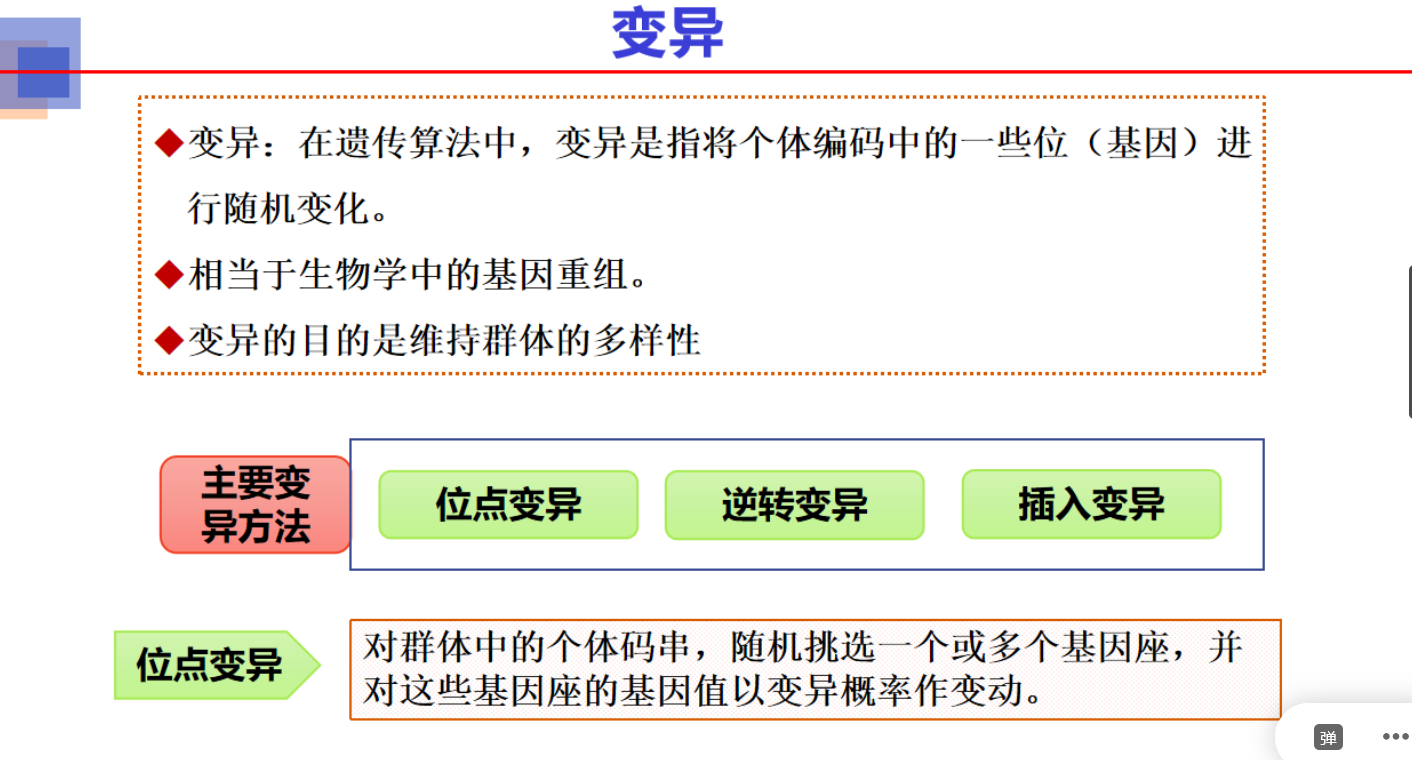 变异
◆变异：在遗传算法中，变异是指将个体编码中的一些位（基因）进
行随机变化。
◆相当于生物学中的基因重组。
◆变异的目的是维持群体的多样性
主要变
异方法
位点变异
逆转变异
插入变异
位点变异
对群体中的个体码串，随机挑选一个或多个基因座，并
对这些基因座的基因值以变异概率作变动。
弹